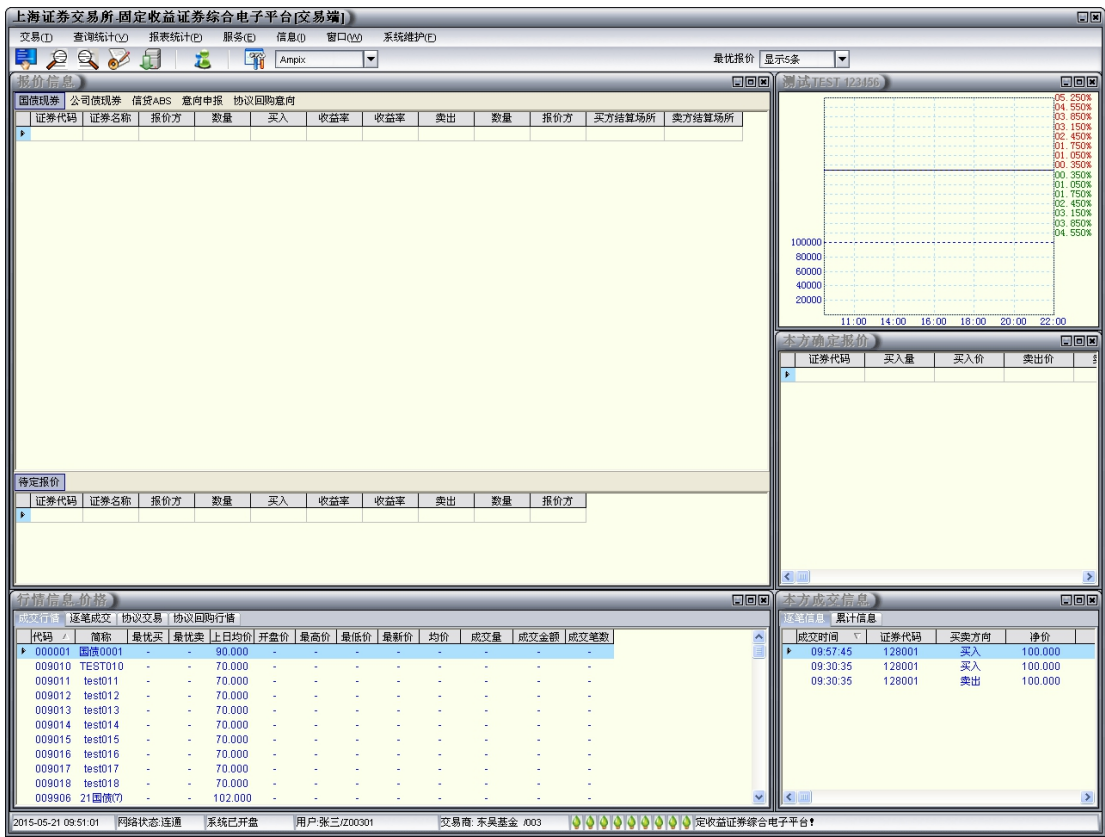 上海证券交易所-固定收益证券综合电子平台[交易端]
交易(T) 查询统计(V) 报表统计(P) 服务(E) 信息(I) 窗口(W) 系统维护(F)
Ampix 最优报价 显示5条
报价信息
国债现券 公司债现券 信贷ABS 意向申报 协议回购意向
证券代码 证券名称 报价方 数量 买入 收益率 收益率 卖出 数量 报价方 买方结算场所 卖方结算场所
待定报价
证券代码 证券名称 报价方 数量 买入 收益率 收益率 卖出 数量 报价方
测试TEST 123456
05.250%
04.550%
03.850%
03.150%
02.450%
01.750%
01.050%
00.350%
00.350%
01.050%
01.750%
02.450%
03.150%
03.850%
04.550%
100000
80000
60000
40000
20000
11:00 14:00 16:00 18:00 20:00 22:00
本方确定报价
证券代码 买入量 买入价 卖出价
行情信息-价格
成交行情 逐笔成交 协议交易 协议回购行情
代码 简称 最优买 最优卖 上日均价 开盘价 最高价 最低价 最新价 均价 成交量 成交金额 成交笔数
000001 国债0001 - - 90.000 - - - - - - - -
009010 TEST010 - - 70.000 - - - - - - - -
009011 test011 - - 70.000 - - - - - - - -
009012 test012 - - 70.000 - - - - - - - -
009013 test013 - - 70.000 - - - - - - - -
009014 test014 - - 70.000 - - - - - - - -
009015 test015 - - 70.000 - - - - - - - -
009016 test016 - - 70.000 - - - - - - - -
009017 test017 - - 70.000 - - - - - - - -
009018 test018 - - 70.000 - - - - - - - -
009906 21国债(7) - - 102.000 - - - - - - - -
本方成交信息
逐笔信息 累计信息
成交时间 证券代码 买卖方向 净价
09:57:45 128001 买入 100.000
09:30:35 128001 买入 100.000
09:30:35 128001 卖出 100.000
2015-05-21 09:51:01 网络状态:连通 系统已开盘 用户:张三/Z00301 交易商: 东吴基金 /003 定收益证券综合电子平台!